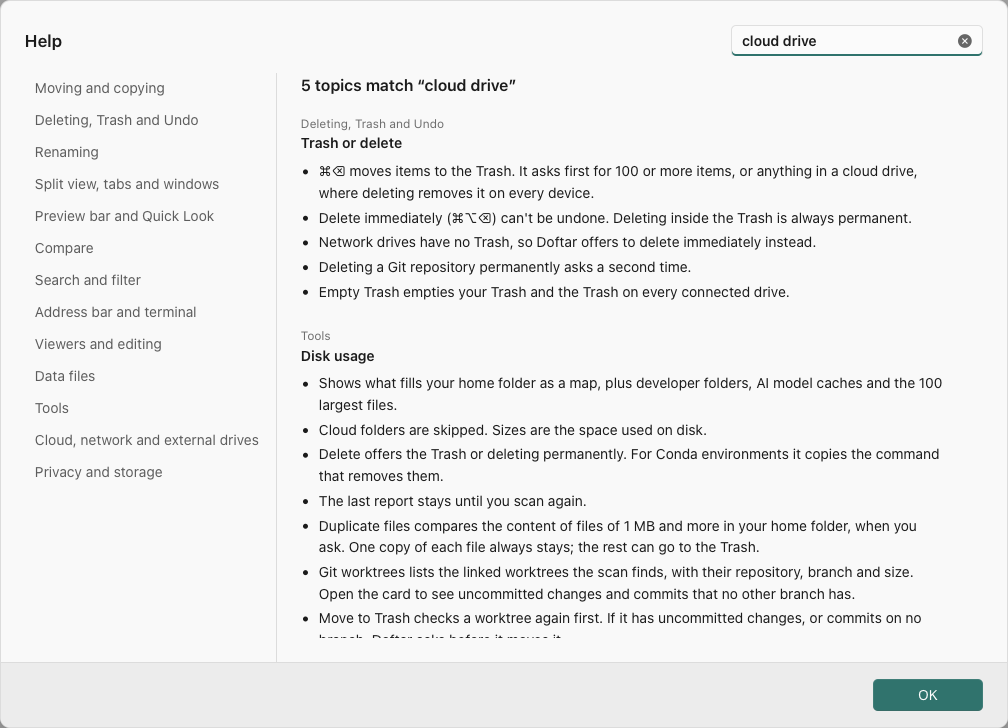 Help
cloud drive
Moving and copying
Deleting, Trash and Undo
Renaming
Split view, tabs and windows
Preview bar and Quick Look
Compare
Search and filter
Address bar and terminal
Viewers and editing
Data files
Tools
Cloud, network and external drives
Privacy and storage
5 topics match “cloud drive”
Deleting, Trash and Undo
Trash or delete
• ⌘⌫ moves items to the Trash. It asks first for 100 or more items, or anything in a cloud drive,
where deleting removes it on every device.
• Delete immediately (⌘⌥⌫) can't be undone. Deleting inside the Trash is always permanent.
• Network drives have no Trash, so Doftar offers to delete immediately instead.
• Deleting a Git repository permanently asks a second time.
• Empty Trash empties your Trash and the Trash on every connected drive.
Tools
Disk usage
• Shows what fills your home folder as a map, plus developer folders, AI model caches and the 100
largest files.
• Cloud folders are skipped. Sizes are the space used on disk.
• Delete offers the Trash or deleting permanently. For Conda environments it copies the command
that removes them.
• The last report stays until you scan again.
• Duplicate files compares the content of files of 1 MB and more in your home folder, when you
ask. One copy of each file always stays; the rest can go to the Trash.
• Git worktrees lists the linked worktrees the scan finds, with their repository, branch and size.
Open the card to see uncommitted changes and commits that no other branch has.
• Move to Trash checks a worktree again first. If it has uncommitted changes, or commits on no
branch, Doftar asks before it moves it.
OK